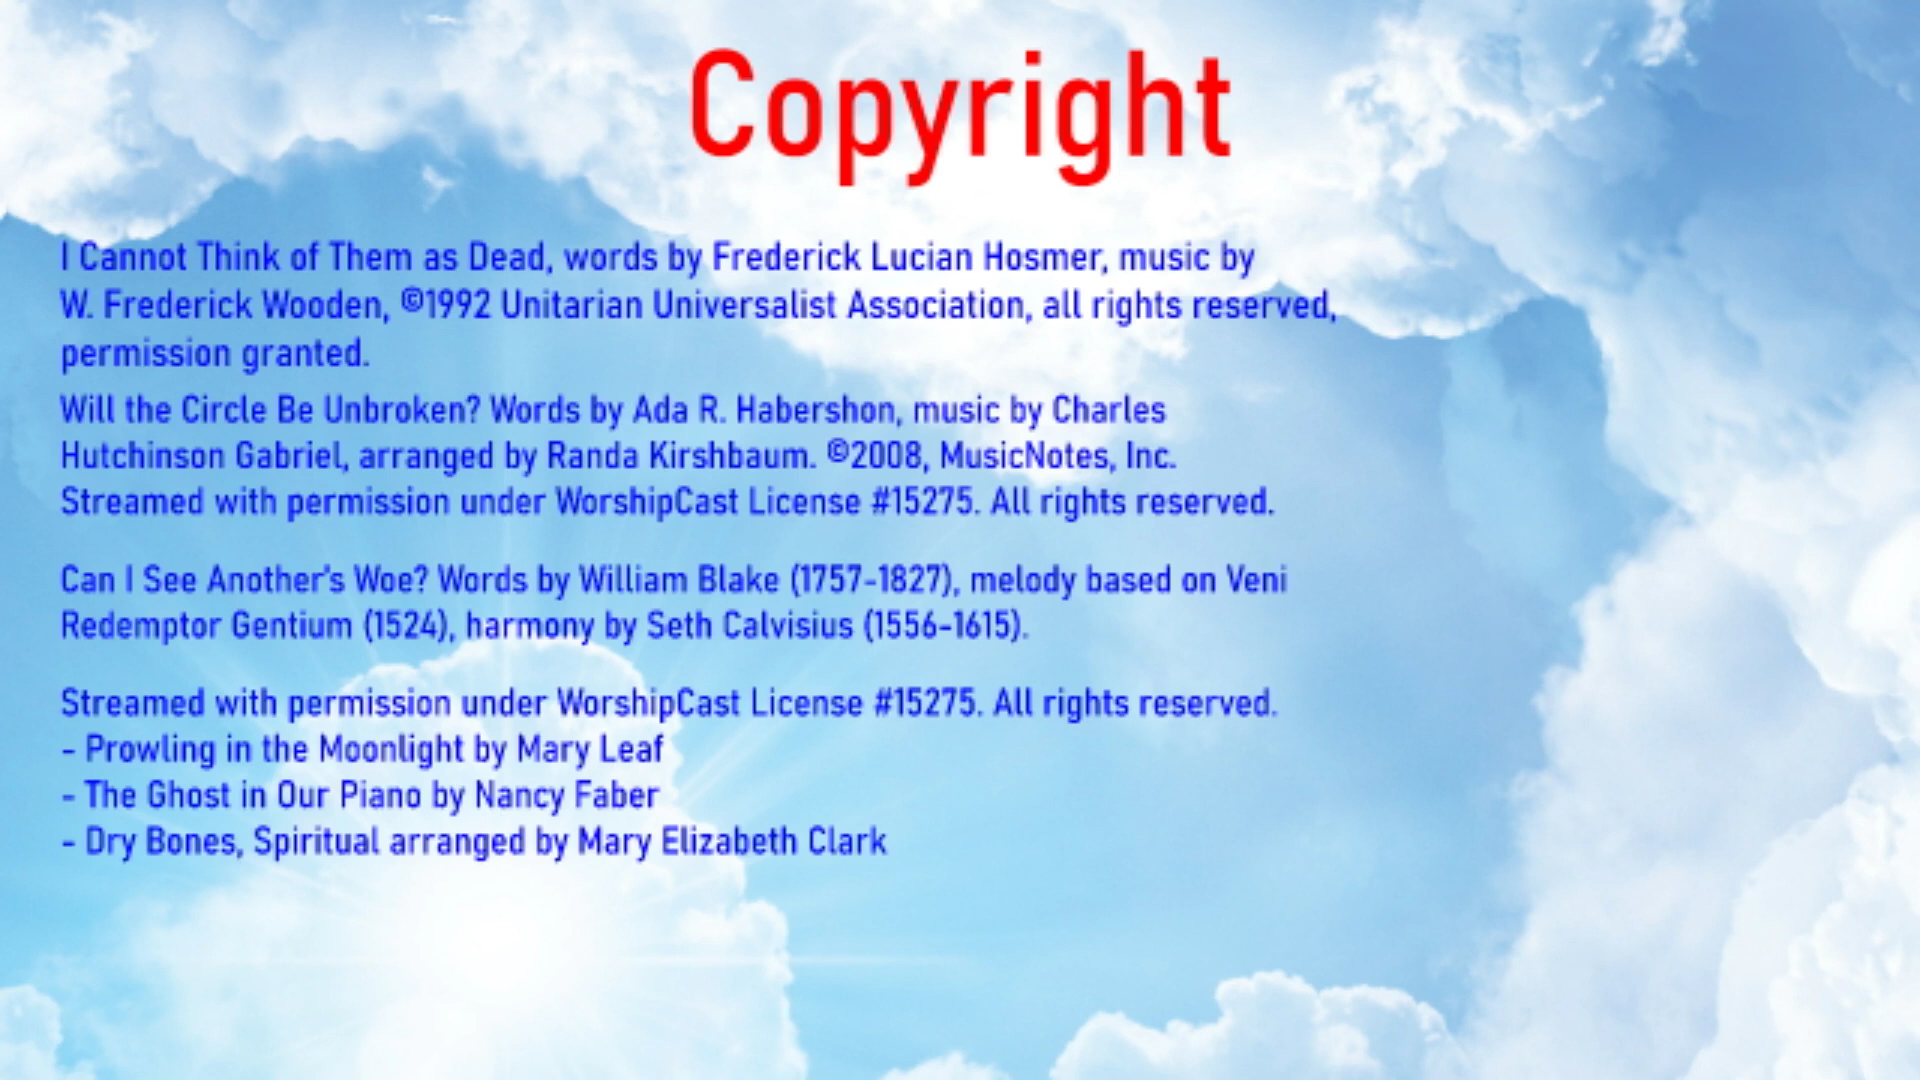 Copyright
I Cannot Think of Them as Dead, words by Frederick Lucian Hosmer, music by
W. Frederick Wooden, ©1992 Unitarian Universalist Association, all rights reserved,
permission granted.
Will the Circle Be Unbroken? Words by Ada R. Habershon, music by Charles
Hutchinson Gabriel, arranged by Randa Kirshbaum. ©2008, MusicNotes, Inc.
Streamed with permission under WorshipCast License #15275. All rights reserved.
Can I See Another's Woe? Words by William Blake (1757-1827), melody based on Veni
Redemptor Gentium (1524), harmony by Seth Calvisius (1556-1615).
Streamed with permission under WorshipCast License #15275. All rights reserved.
- Prowling in the Moonlight by Mary Leaf
- The Ghost in Our Piano by Nancy Faber
- Dry Bones, Spiritual arranged by Mary Elizabeth Clark